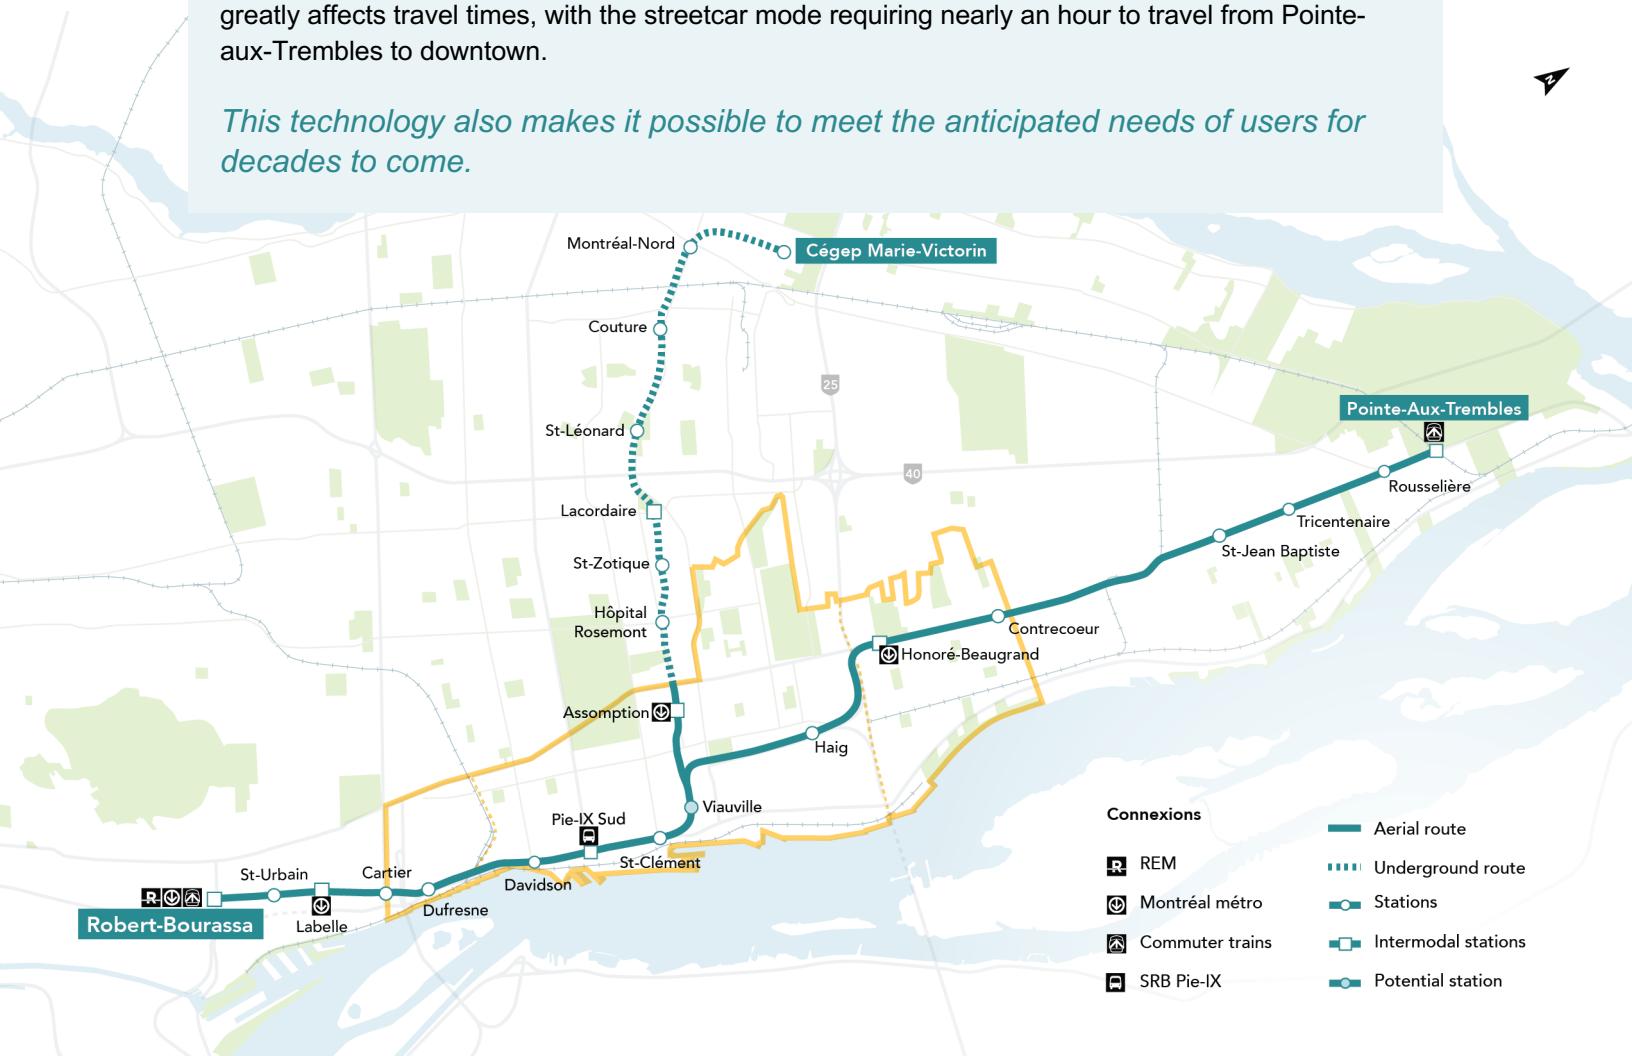 greatly affects travel times, with the streetcar mode requiring nearly an hour to travel from Pointe-
aux-Trembles to downtown.
This technology also makes it possible to meet the anticipated needs of users for
decades to come.
N
Montréal-Nord
Cégep Marie-Victorin
Couture
25
St-Léonard
Pointe-Aux-Trembles
40
Rousselière
Lacordaire
Tricentenaire
St-Jean Baptiste
St-Zotique
Hôpital
Rosemont
Contrecoeur
Honoré-Beaugrand
Assomption
Haig
Viauville
Pie-IX Sud
St-Clément
Davidson
Cartier
Dufresne
St-Urbain
Labelle
R
Robert-Bourassa
Connexions
R REM
Montréal métro
Commuter trains
SRB Pie-IX
Aerial route
Underground route
Stations
Intermodal stations
Potential station